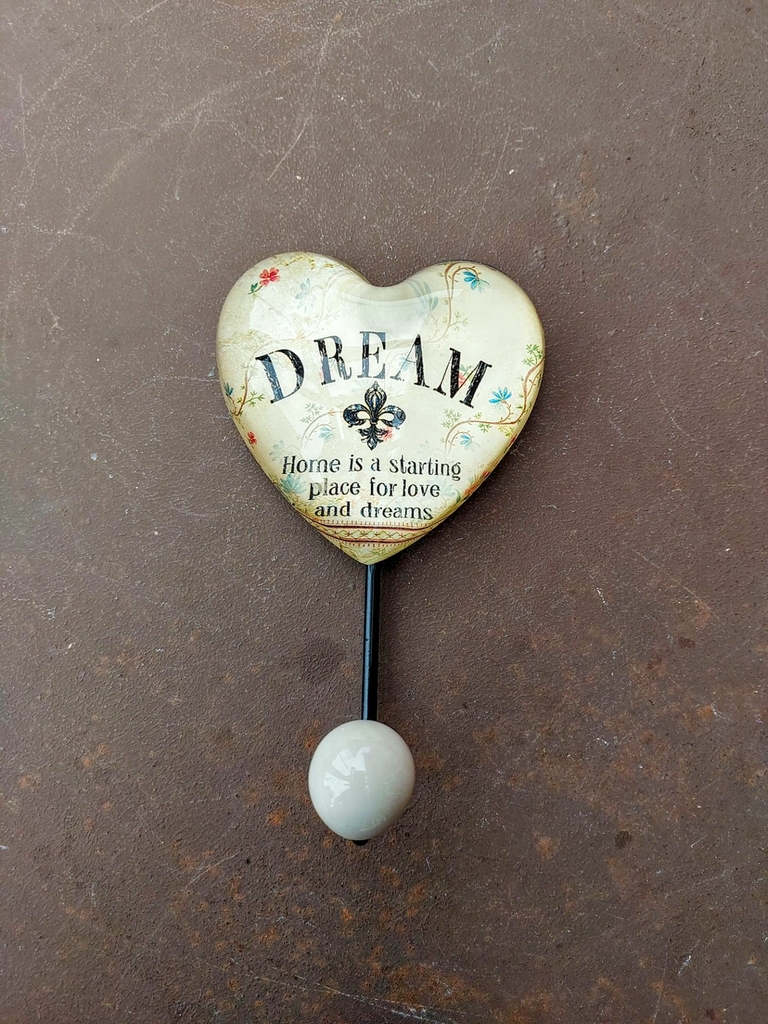 DREAM
Home is a starting
place for love
and dreams